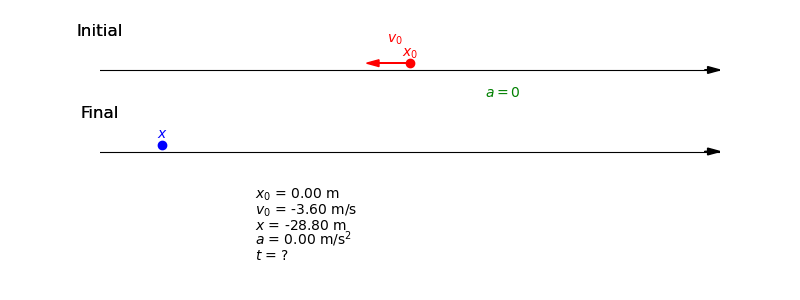 Initial
v₀
x₀
a = 0
Final
x
x₀ = 0.00 m
v₀ = -3.60 m/s
x = -28.80 m
a = 0.00 m/s²
t = ?